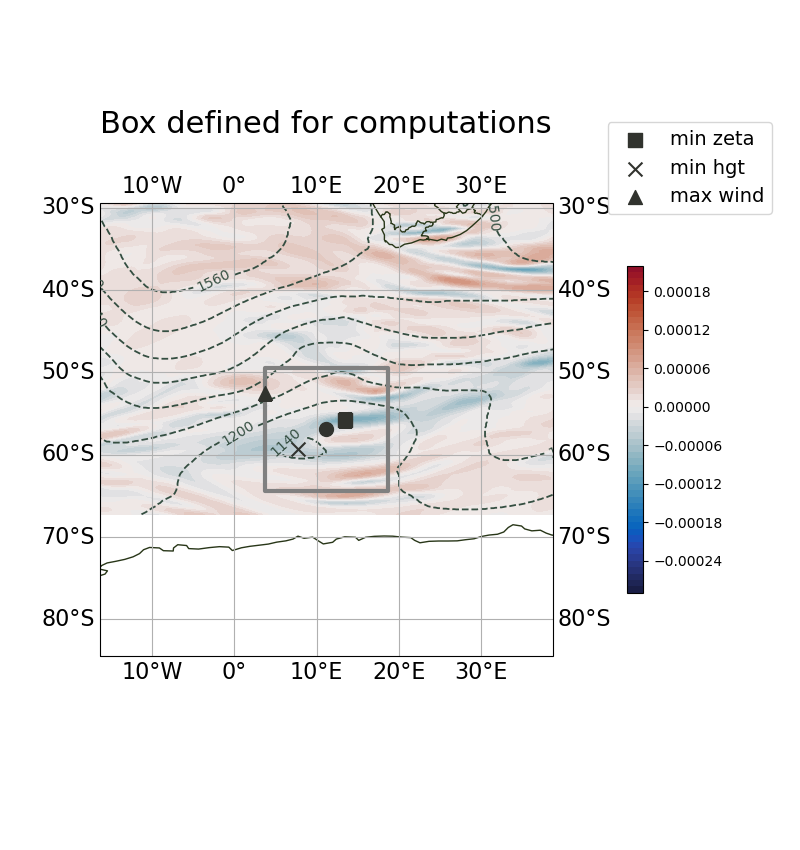 Box defined for computations
min zeta
min hgt
max wind
10°W 0° 10°E 20°E 30°E
30°S 30°S
40°S 40°S
50°S 50°S
60°S 60°S
70°S 70°S
80°S 80°S
10°W 0° 10°E 20°E 30°E
1560
1200
1140
0.00018
0.00012
0.00006
0.00000
−0.00006
−0.00012
−0.00018
−0.00024